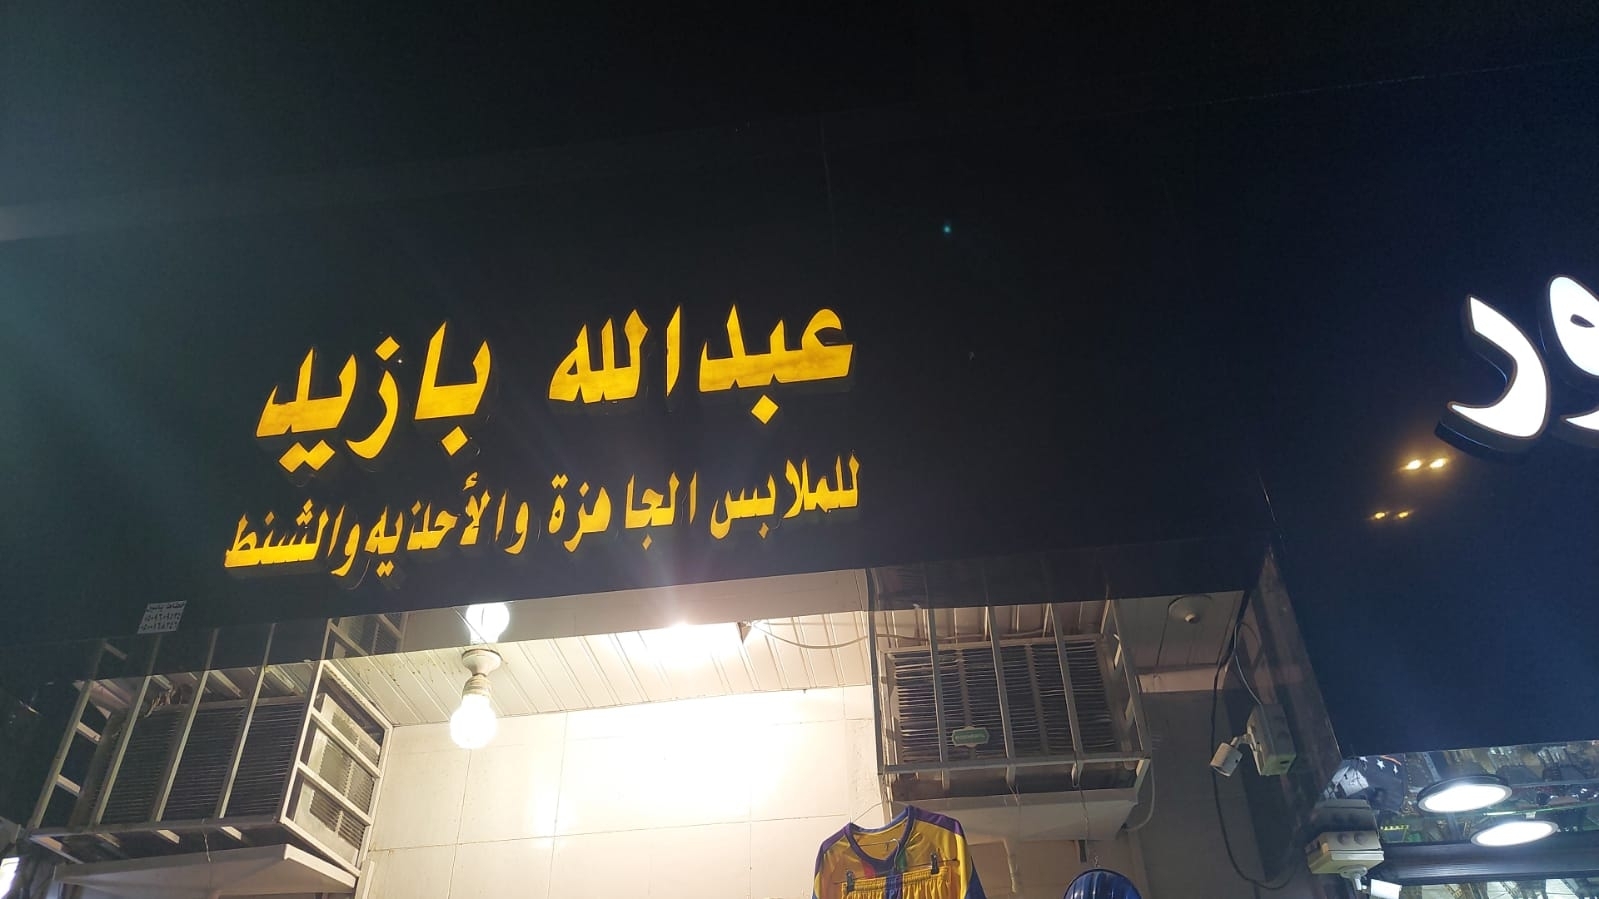 عبدالله بازيد
للملابس الجاهزة والأحذيه والشنط